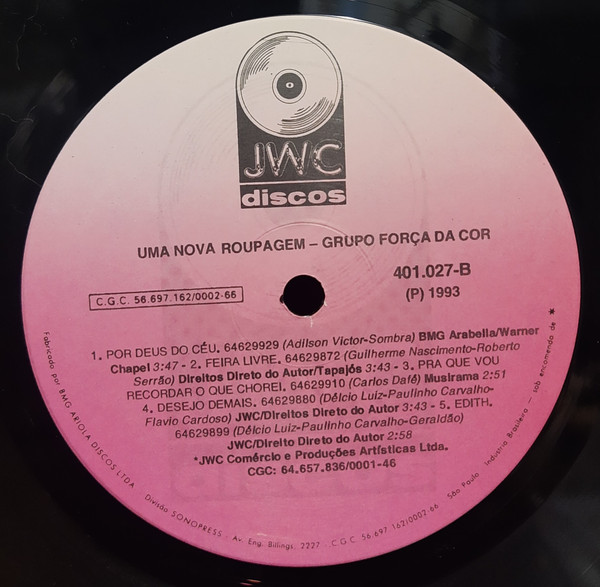 JWC
discos
UMA NOVA ROUPAGEM – GRUPO FORÇA DA COR
401.027-B
C.G.C. 56.697.162/0002-66
(P) 1993
1. POR DEUS DO CÉU. 64629929 (Adilson Victor-Sombra) BMG Arabella/Warner
Chapel 3:47 - 2. FEIRA LIVRE. 64629872 (Guilherme Nascimento-Roberto
Serrão) Direitos Direto do Autor/Tapajós 3:43 - 3. PRA QUE VOU
RECORDAR O QUE CHOREI. 64629910 (Carlos Dafé) Musirama 2:51
4. DESEJO DEMAIS. 64629880 (Délcio Luiz-Paulinho Carvalho-
Flavio Cardoso) JWC/Direitos Direto do Autor 3:43 - 5. EDITH.
64629899 (Délcio Luiz-Paulinho Carvalho-Geraldão)
JWC/Direito Direto do Autor 2:58
*JWC Comércio e Produções Artísticas Ltda.
CGC: 64.657.836/0001-46
Fabricado por BMG ARIOLA DISCOS LTDA. Divisão SONOPRESS - Av. Eng. Billings, 2227 - C.G.C. 56.697.162/0002-66 - São Paulo - Indústria Brasileira - sob encomenda de *